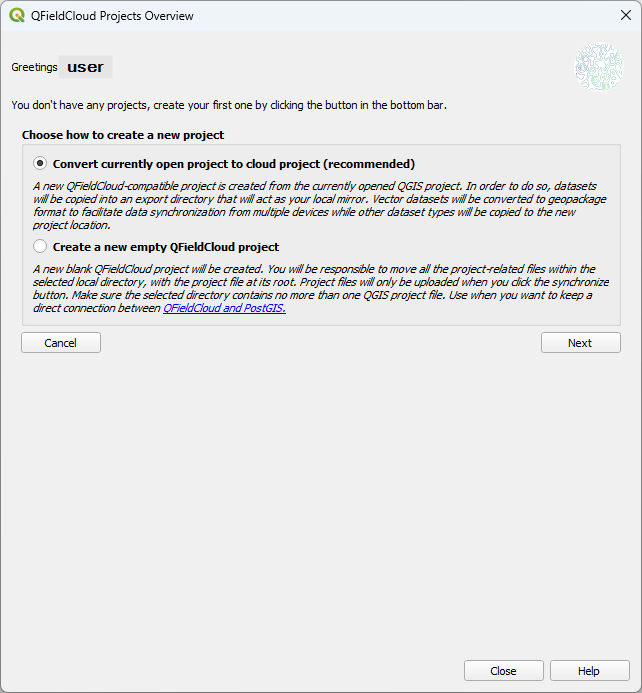 QFieldCloud Projects Overview
Greetings user
You don't have any projects, create your first one by clicking the button in the bottom bar.
Choose how to create a new project
Convert currently open project to cloud project (recommended)
A new QFieldCloud-compatible project is created from the currently opened QGIS project. In order to do so, datasets
will be copied into an export directory that will act as your local mirror. Vector datasets will be converted to geopackage
format to facilitate data synchronization from multiple devices while other dataset types will be copied to the new
project location.
Create a new empty QFieldCloud project
A new blank QFieldCloud project will be created. You will be responsible to move all the project-related files within the
selected local directory, with the project file at its root. Project files will only be uploaded when you click the synchronize
button. Make sure the selected directory contains no more than one QGIS project file. Use when you want to keep a
direct connection between QFieldCloud and PostGIS.
Cancel
Next
Close
Help